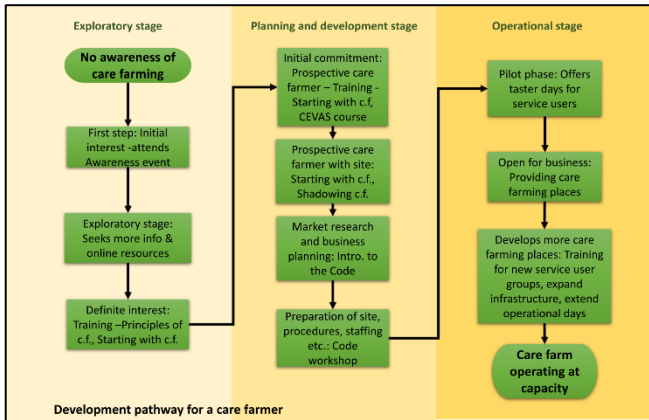 Exploratory stage
No awareness of
care farming
First step: Initial
interest -attends
Awareness event
Exploratory stage:
Seeks more info &
online resources
Definite interest:
Training –Principles of
c.f., Starting with c.f.
Planning and development stage
Initial commitment:
Prospective care
farmer – Training -
Starting with c.f,
CEVAS course
Prospective care
farmer with site:
Starting with c.f.,
Shadowing c.f.
Market research
and business
planning: Intro. to
the Code
Preparation of site,
procedures, staffing
etc.: Code
workshop
Operational stage
Pilot phase: Offers
taster days for
service users
Open for business:
Providing care
farming places
Develops more care
farming places: Training
for new service user
groups, expand
infrastructure, extend
operational days
Care farm
operating at
capacity
Development pathway for a care farmer